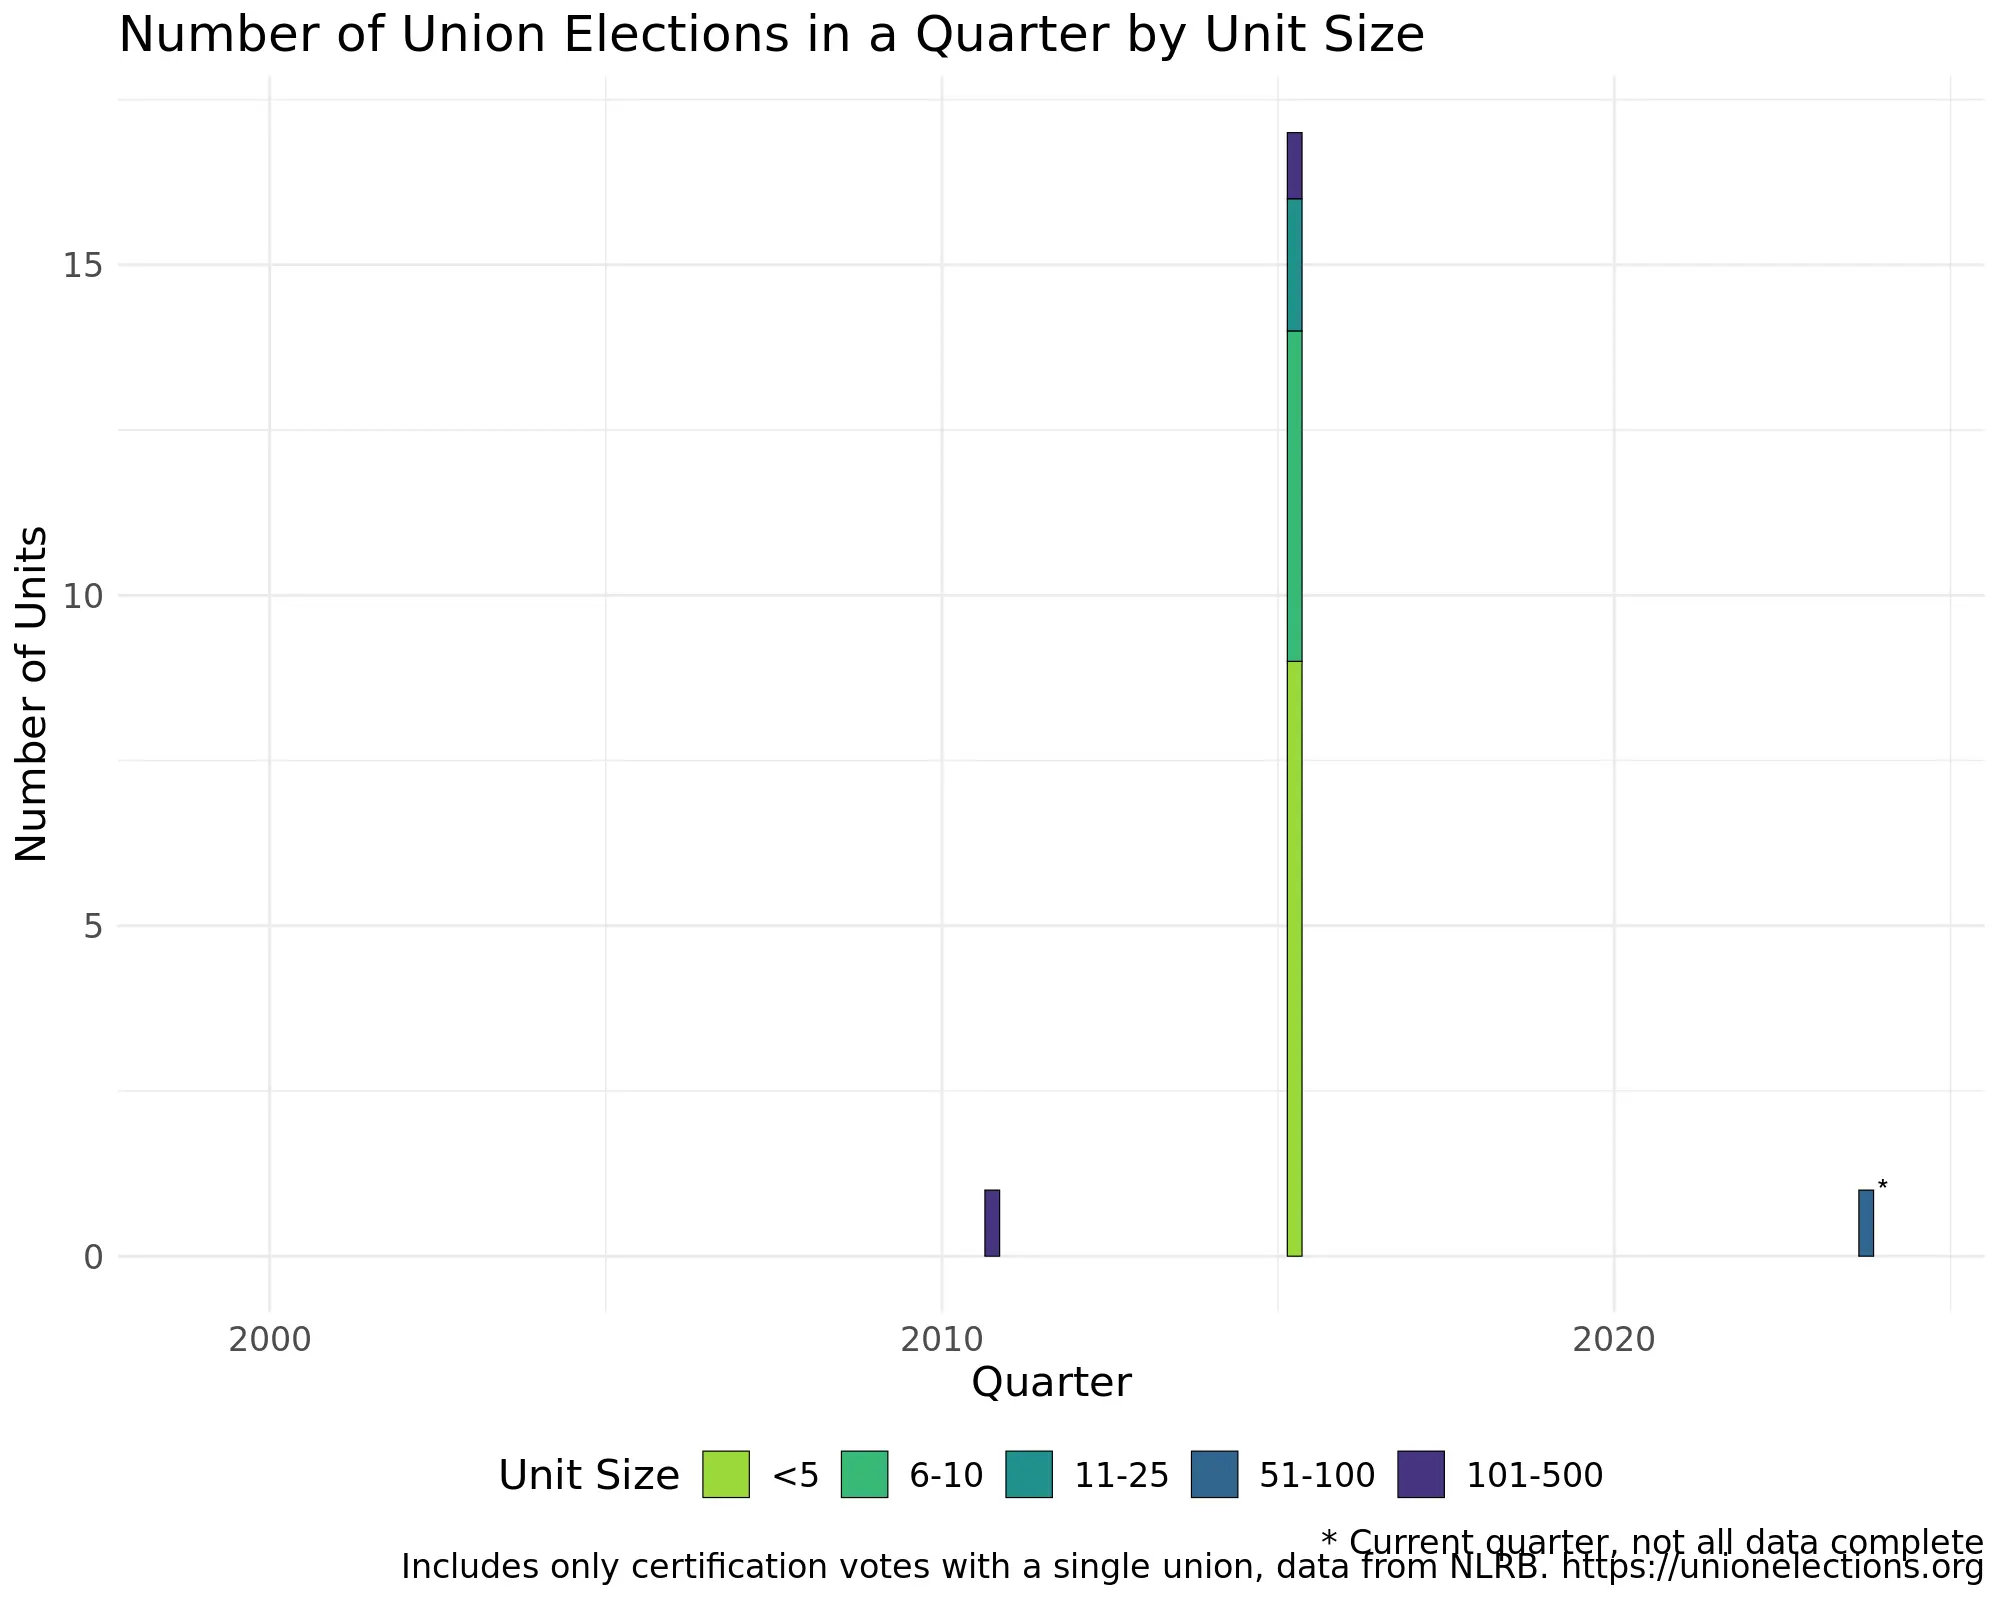 Number of Union Elections in a Quarter by Unit Size
Number of Units
15
10
5
0
*
2000 2010 2020
Quarter
Unit Size <5 6-10 11-25 51-100 101-500
* Current quarter, not all data complete
Includes only certification votes with a single union, data from NLRB. https://unionelections.org